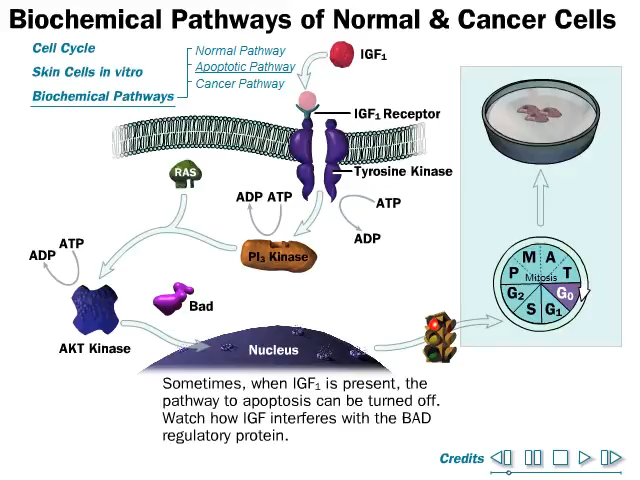 Biochemical Pathways of Normal & Cancer Cells
Cell Cycle
Skin Cells in vitro
Biochemical Pathways
Normal Pathway
Apoptotic Pathway
Cancer Pathway
IGF₁
IGF₁ Receptor
Tyrosine Kinase
RAS
ADP ATP
ATP
ADP
PI₃ Kinase
ATP
ADP
Bad
AKT Kinase
Nucleus
M A
P Mitosis T
G₂ G₀
S G₁
Sometimes, when IGF₁ is present, the
pathway to apoptosis can be turned off.
Watch how IGF interferes with the BAD
regulatory protein.
Credits